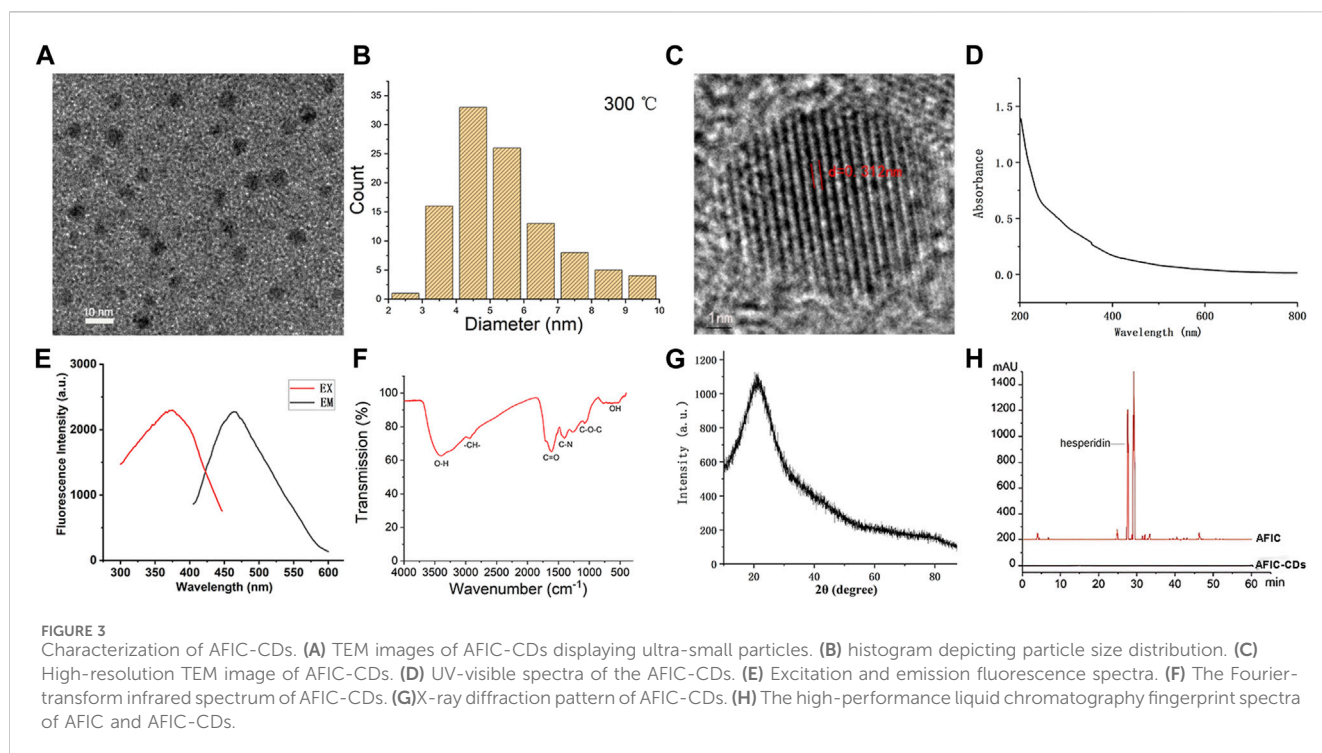 A
10 nm
B
300 ℃
Count
35
30
25
20
15
10
5
0
2 3 4 5 6 7 8 9 10
Diameter (nm)
C
d=0.312nm
1nm
D
Absorbance
1.5
1.0
0.5
0.0
200 400 600 800
Wavelength (nm)
E
Fluorescence Intensity (a.u.)
3000
2000
1000
0
EX
EM
300 350 400 450 500 550 600
Wavelength (nm)
F
Transmission (%)
100
80
60
40
20
0
O-H
-CH-
C=O
C-N
C-O-C
OH
4000 3500 3000 2500 2000 1500 1000 500
Wavenumber (cm⁻¹)
G
Intensity (a.u.)
1200
1000
800
600
400
200
0
20 40 60 80
2θ (degree)
H
mAU
1400
1200
1000
800
600
400
200
0
hesperidin
AFIC
AFIC-CDs
0 10 20 30 40 50 60 min
FIGURE 3
Characterization of AFIC-CDs. (A) TEM images of AFIC-CDs displaying ultra-small particles. (B) histogram depicting particle size distribution. (C)
High-resolution TEM image of AFIC-CDs. (D) UV-visible spectra of the AFIC-CDs. (E) Excitation and emission fluorescence spectra. (F) The Fourier-
transform infrared spectrum of AFIC-CDs. (G)X-ray diffraction pattern of AFIC-CDs. (H) The high-performance liquid chromatography fingerprint spectra
of AFIC and AFIC-CDs.